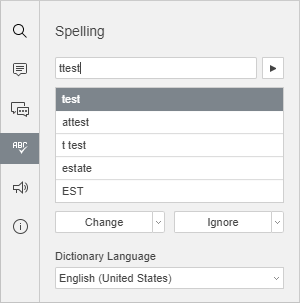 Spelling
ttest
test
attest
t test
estate
EST
ABC
Change
Ignore
Dictionary Language
English (United States)